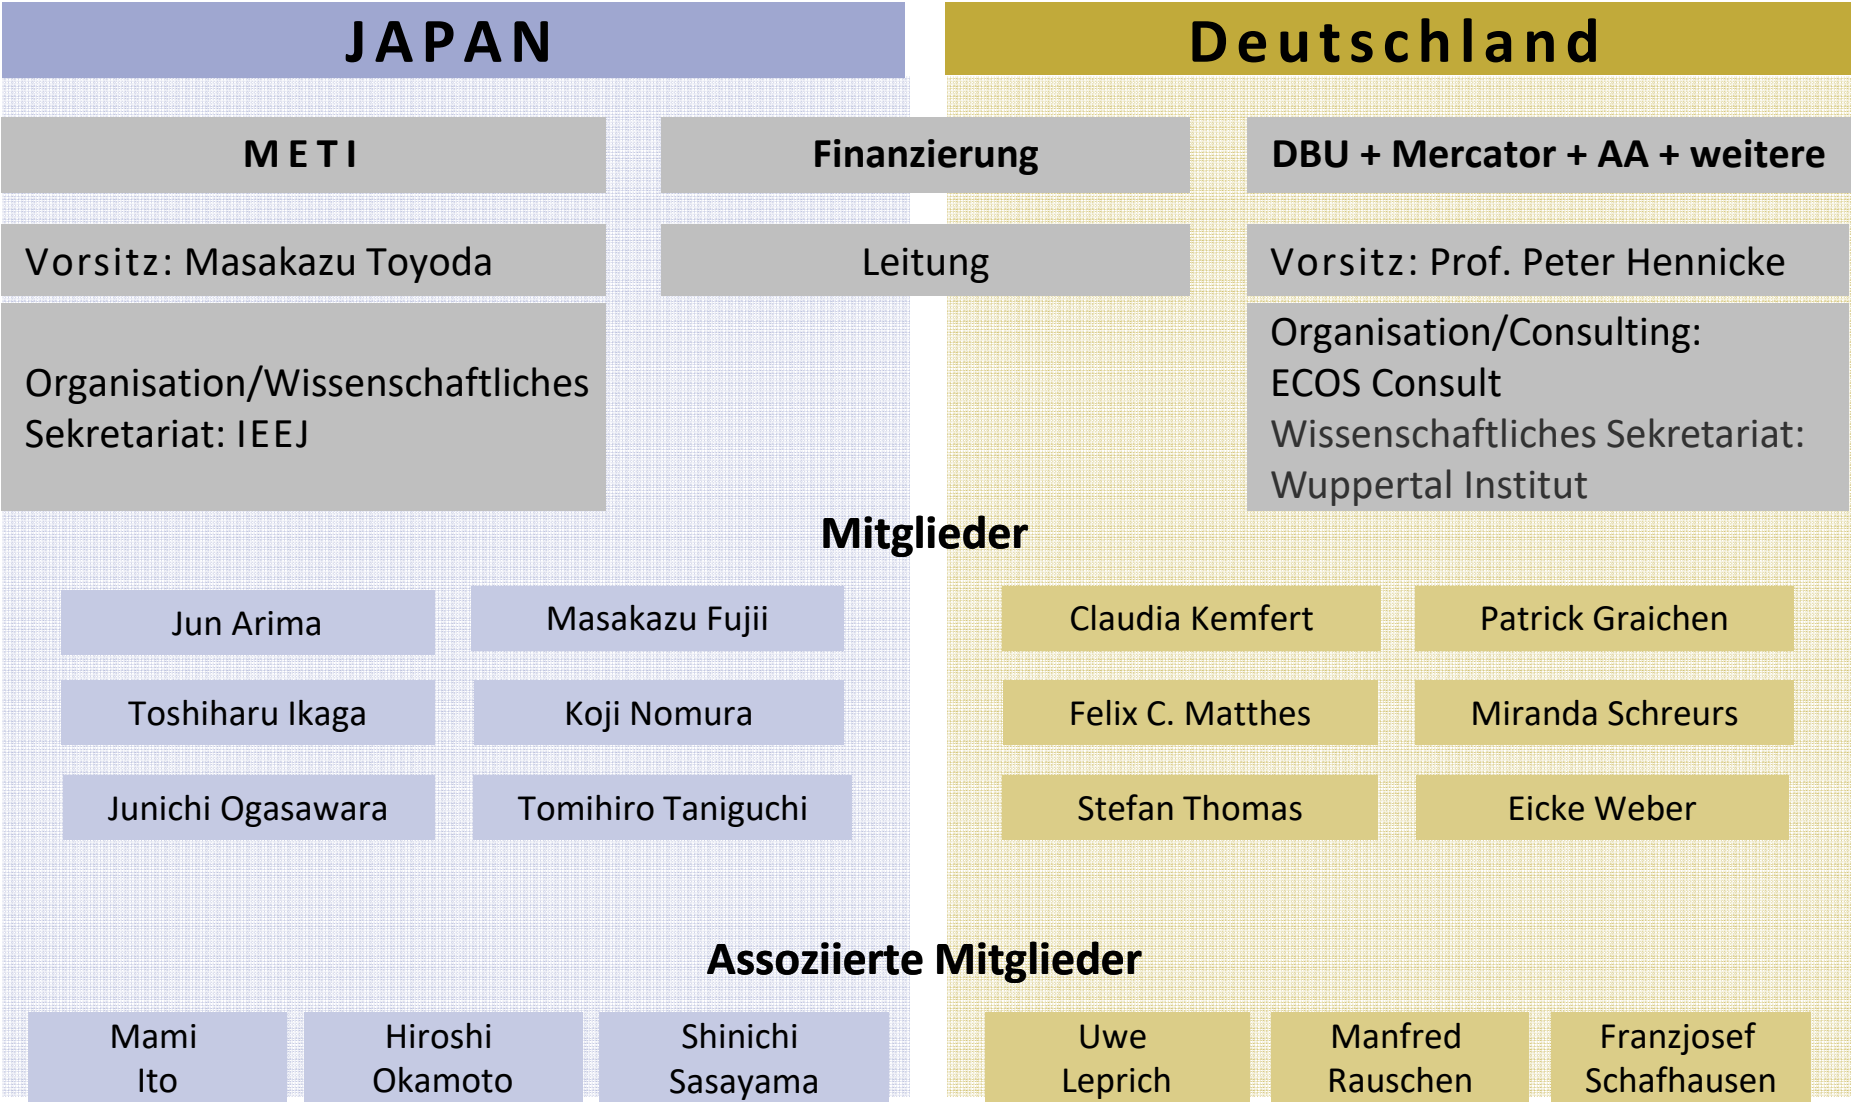 JAPAN
Deutschland
METI
Finanzierung
DBU + Mercator + AA + weitere
Vorsitz: Masakazu Toyoda
Leitung
Vorsitz: Prof. Peter Hennicke
Organisation/Wissenschaftliches
Sekretariat: IEEJ
Organisation/Consulting:
ECOS Consult
Wissenschaftliches Sekretariat:
Wuppertal Institut
Mitglieder
Jun Arima
Masakazu Fujii
Claudia Kemfert
Patrick Graichen
Toshiharu Ikaga
Koji Nomura
Felix C. Matthes
Miranda Schreurs
Junichi Ogasawara
Tomihiro Taniguchi
Stefan Thomas
Eicke Weber
Assoziierte Mitglieder
Mami
Ito
Hiroshi
Okamoto
Shinichi
Sasayama
Uwe
Leprich
Manfred
Rauschen
Franzjosef
Schafhausen